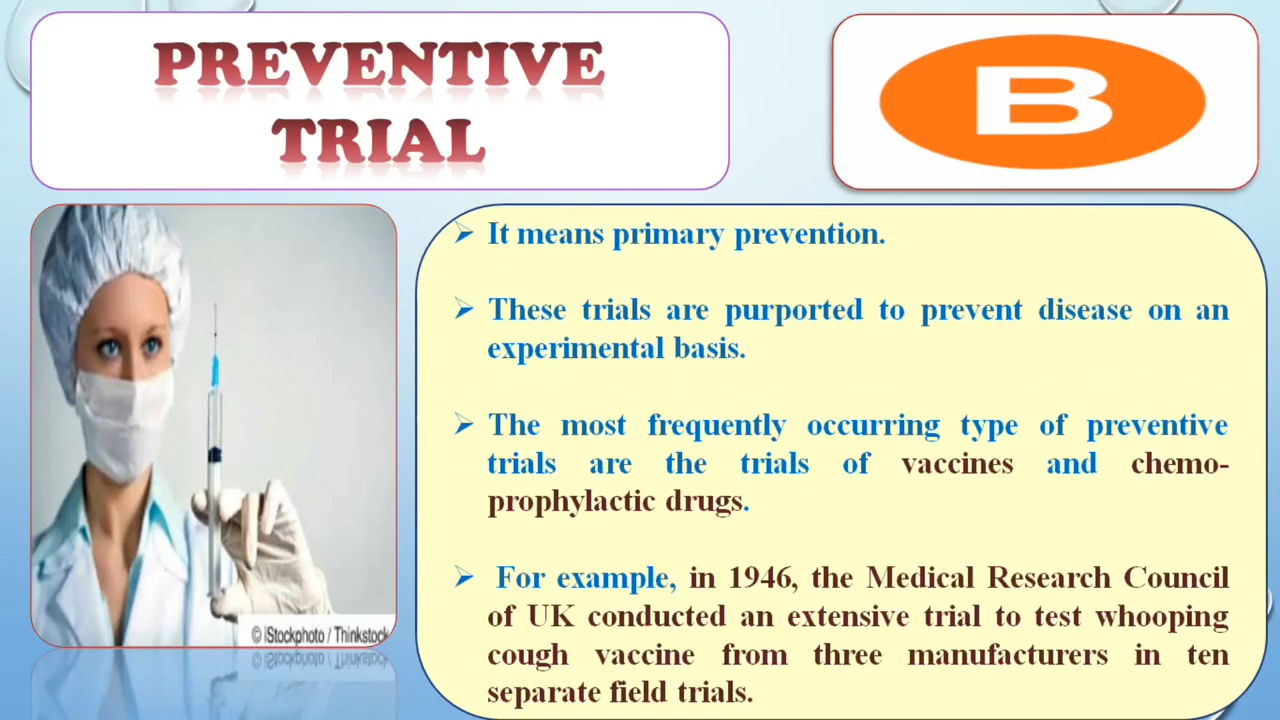 PREVENTIVE
TRIAL
B
It means primary prevention.
These trials are purported to prevent disease on an
experimental basis.
The most frequently occurring type of preventive
trials are the trials of vaccines and chemo-
prophylactic drugs.
For example, in 1946, the Medical Research Council
of UK conducted an extensive trial to test whooping
cough vaccine from three manufacturers in ten
separate field trials.
© iStockphoto / Thinkstock